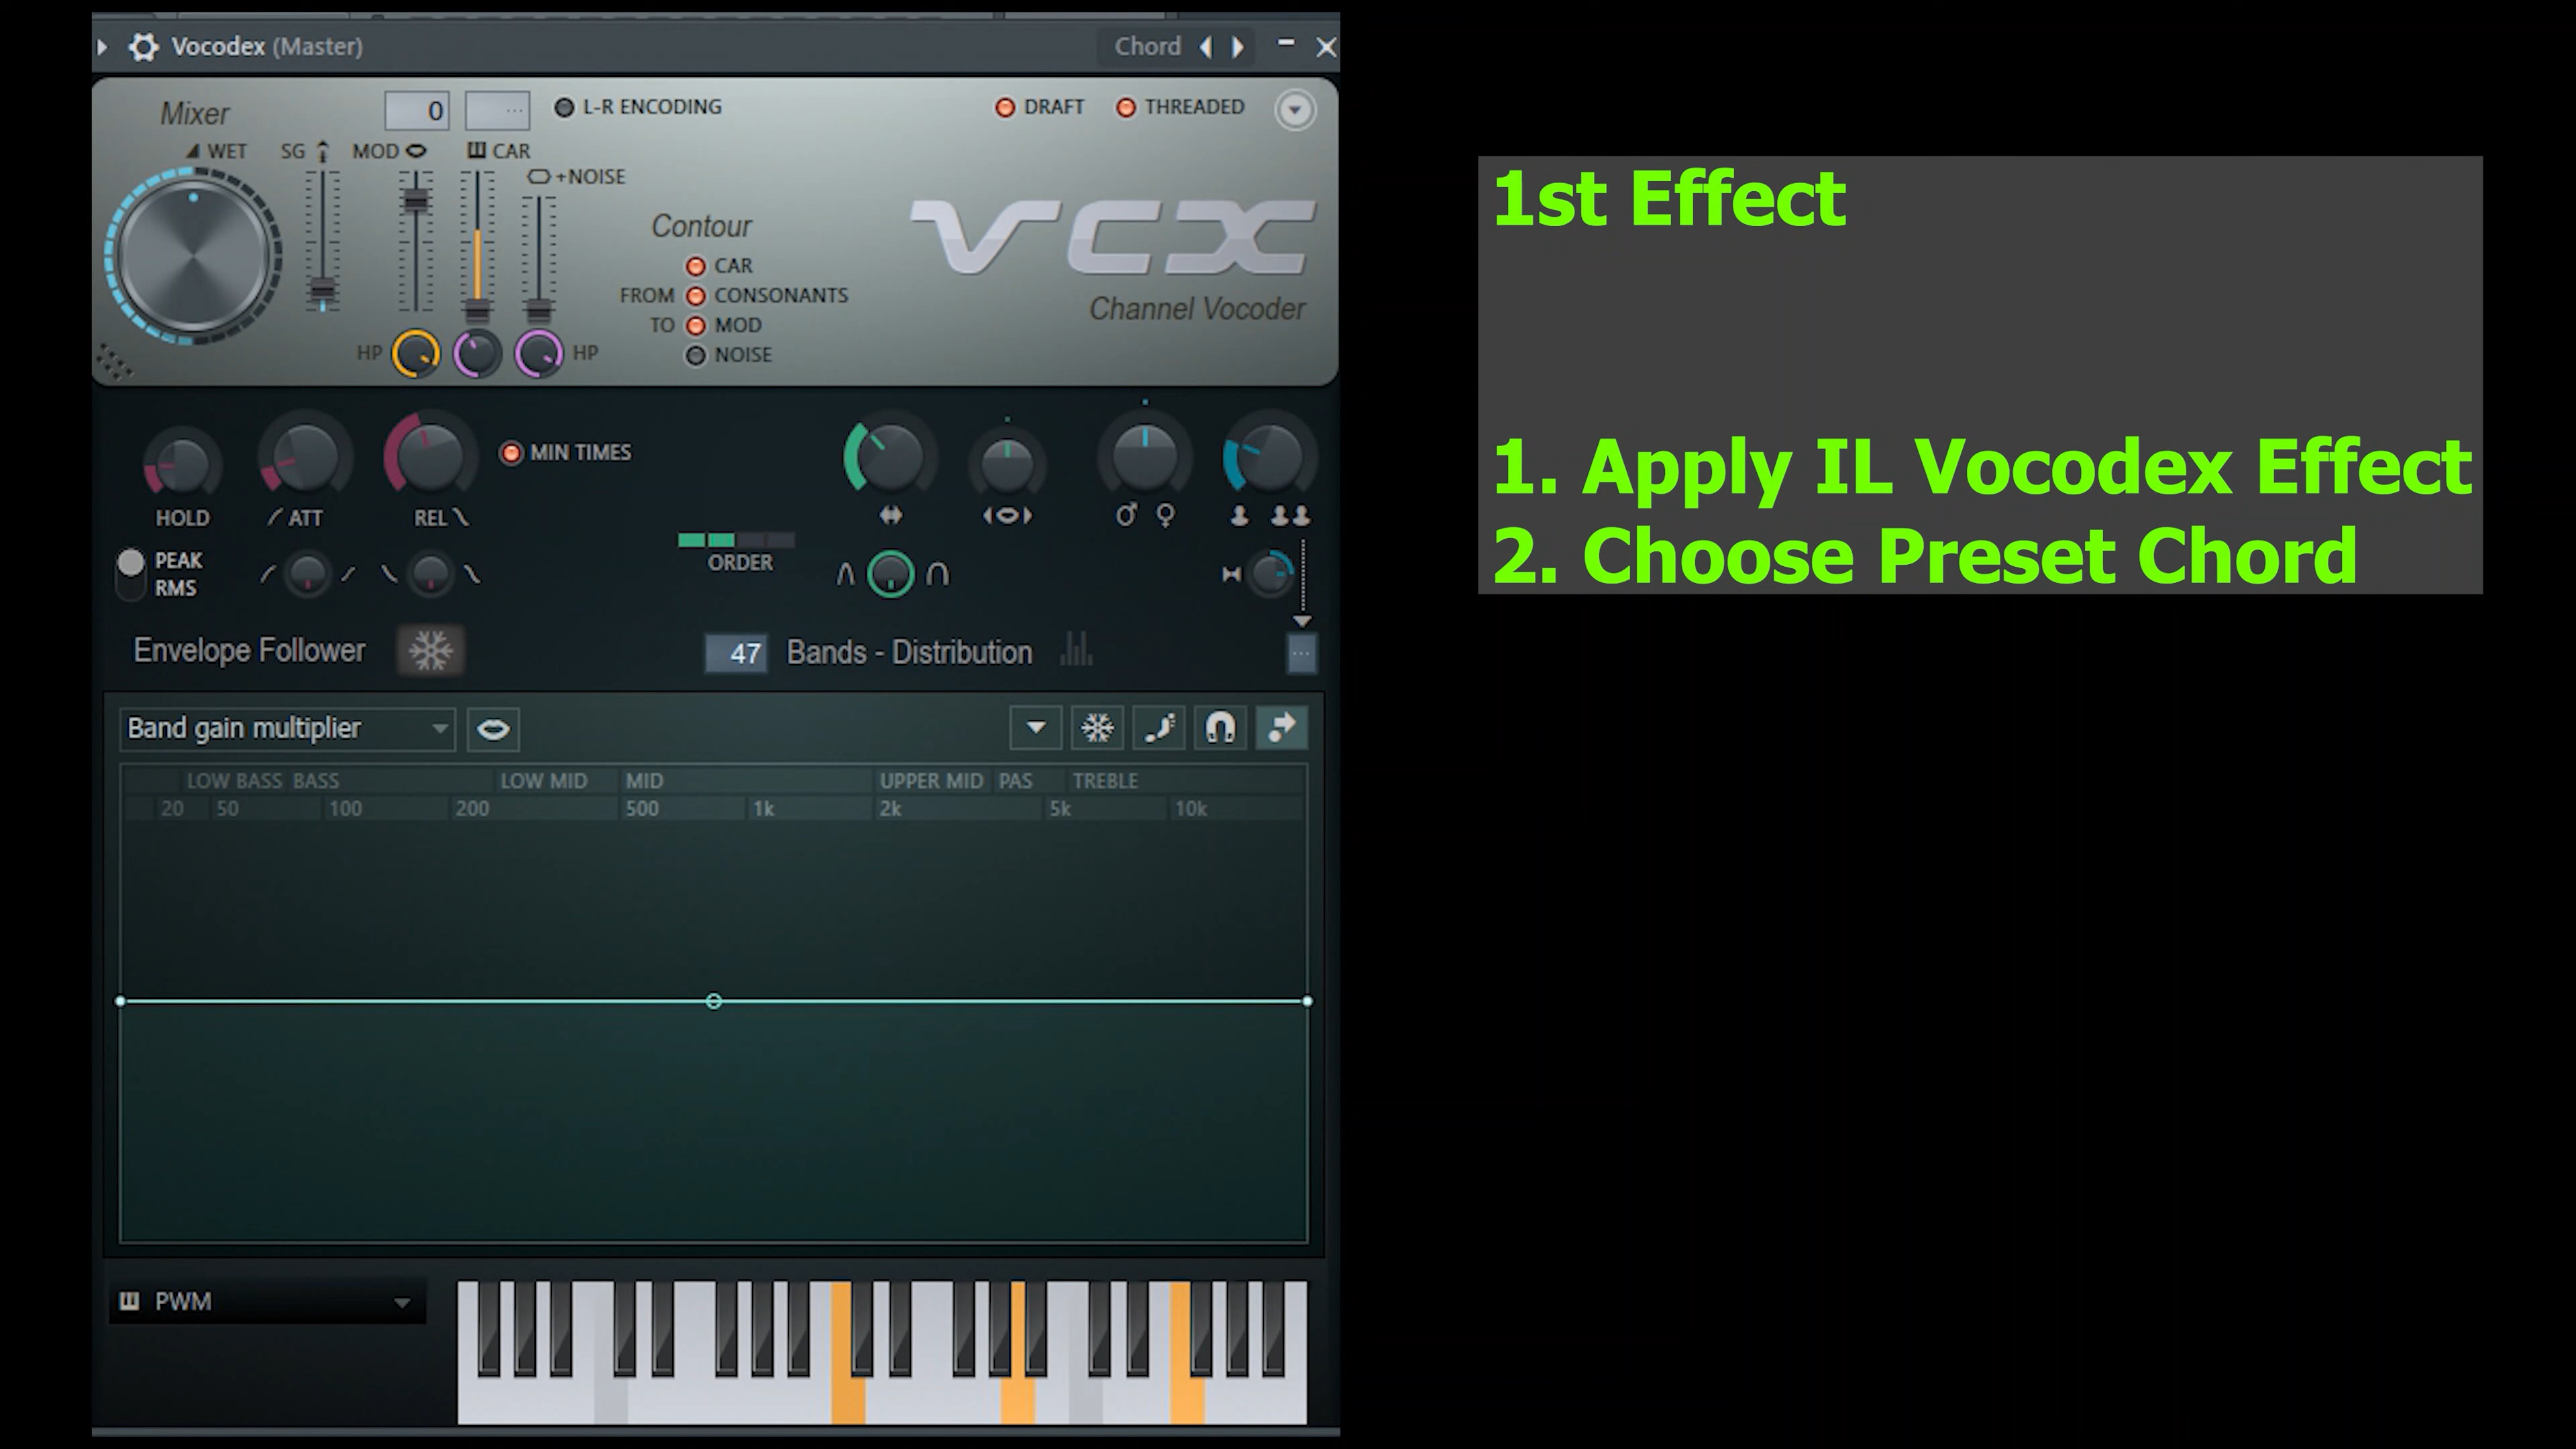 Vocodex (Master)
Chord
Mixer
0
...
L-R ENCODING
DRAFT
THREADED
WET
SG
MOD
CAR
+NOISE
Contour
CAR
FROM CONSONANTS
TO MOD
NOISE
HP
HP
VCX
Channel Vocoder
HOLD
ATT
REL
MIN TIMES
PEAK
RMS
ORDER
Envelope Follower
47 Bands - Distribution
...
Band gain multiplier
LOW BASS BASS LOW MID MID UPPER MID PAS TREBLE
20 50 100 200 500 1k 2k 5k 10k
PWM
1st Effect
1. Apply IL Vocodex Effect
2. Choose Preset Chord